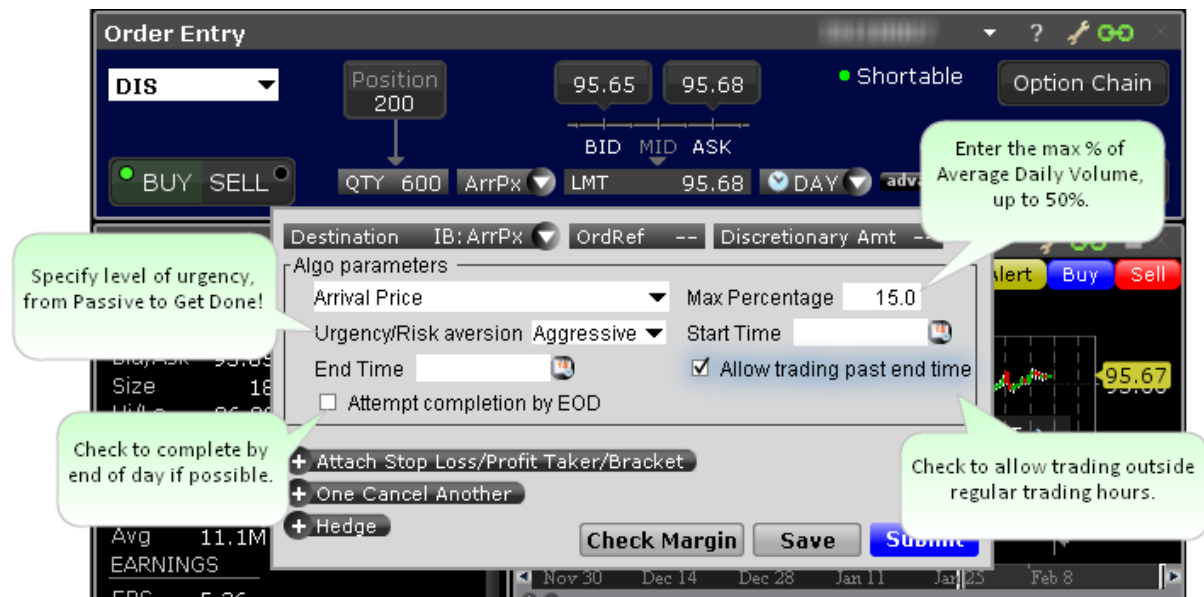 Order Entry ?
DIS Position 200 95.65 95.68 Shortable Option Chain
BID MID ASK
BUY SELL QTY 600 ArrPx LMT 95.68 DAY
Enter the max % of
Average Daily Volume,
up to 50%.
Destination IB:ArrPx OrdRef -- Discretionary Amt --
Specify level of urgency,
from Passive to Get Done!
Algo parameters
Buy Sell
Arrival Price Max Percentage 15.0
Urgency/Risk aversion Aggressive Start Time
End Time Allow trading past end time
95.67
Size
Attempt completion by EOD
Check to complete by
end of day if possible.
Check to allow trading outside
regular trading hours.
+ Attach Stop Loss/Profit Taker/Bracket
+ One Cancel Another
+ Hedge
Check Margin Save Submit
Avg 11.1M
EARNINGS
Nov 30 Dec 14 Dec 28 Jan 11 Jan 25 Feb 8